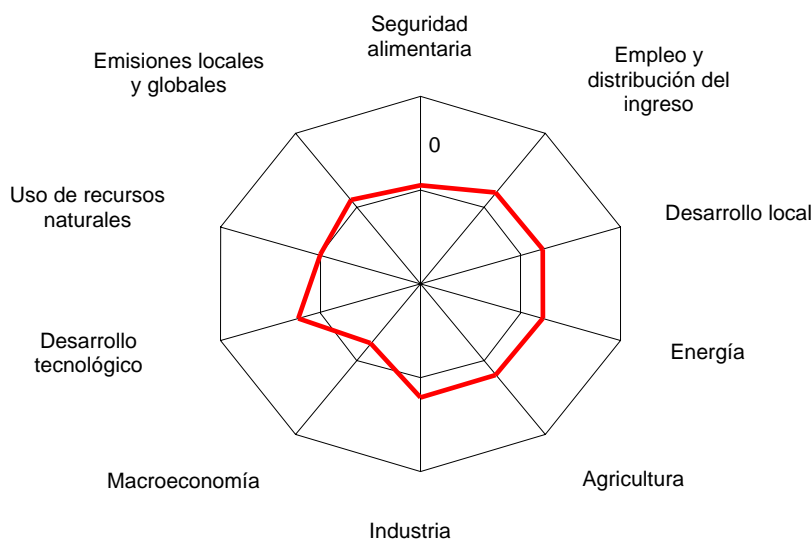 Seguridad
alimentaria
Empleo y
distribución del
ingreso
Emisiones locales
y globales
0
Uso de recursos
naturales
Desarrollo local
Desarrollo
tecnológico
Energía
Macroeconomía
Agricultura
Industria